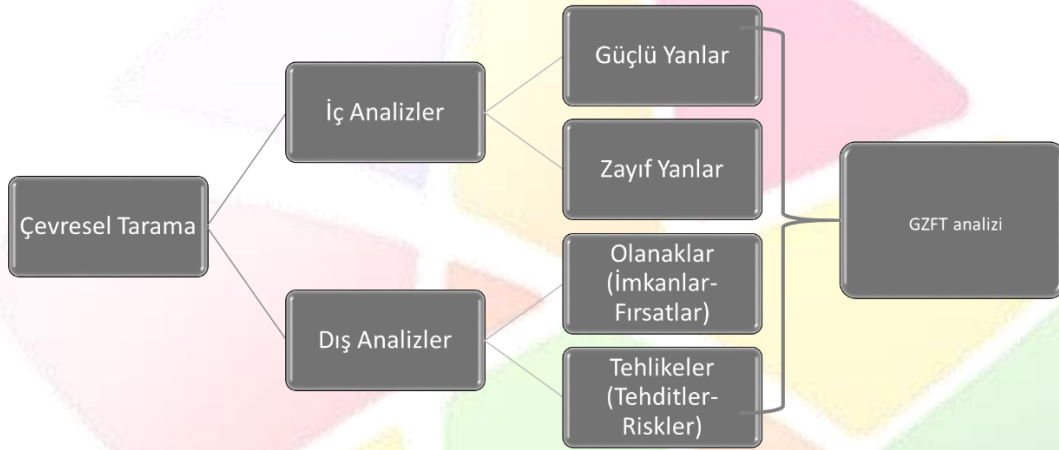 Çevresel Tarama
İç Analizler
Dış Analizler
Güçlü Yanlar
Zayıf Yanlar
Olanaklar
(İmkanlar-
Fırsatlar)
Tehlikeler
(Tehditler-
Riskler)
GZFT analizi